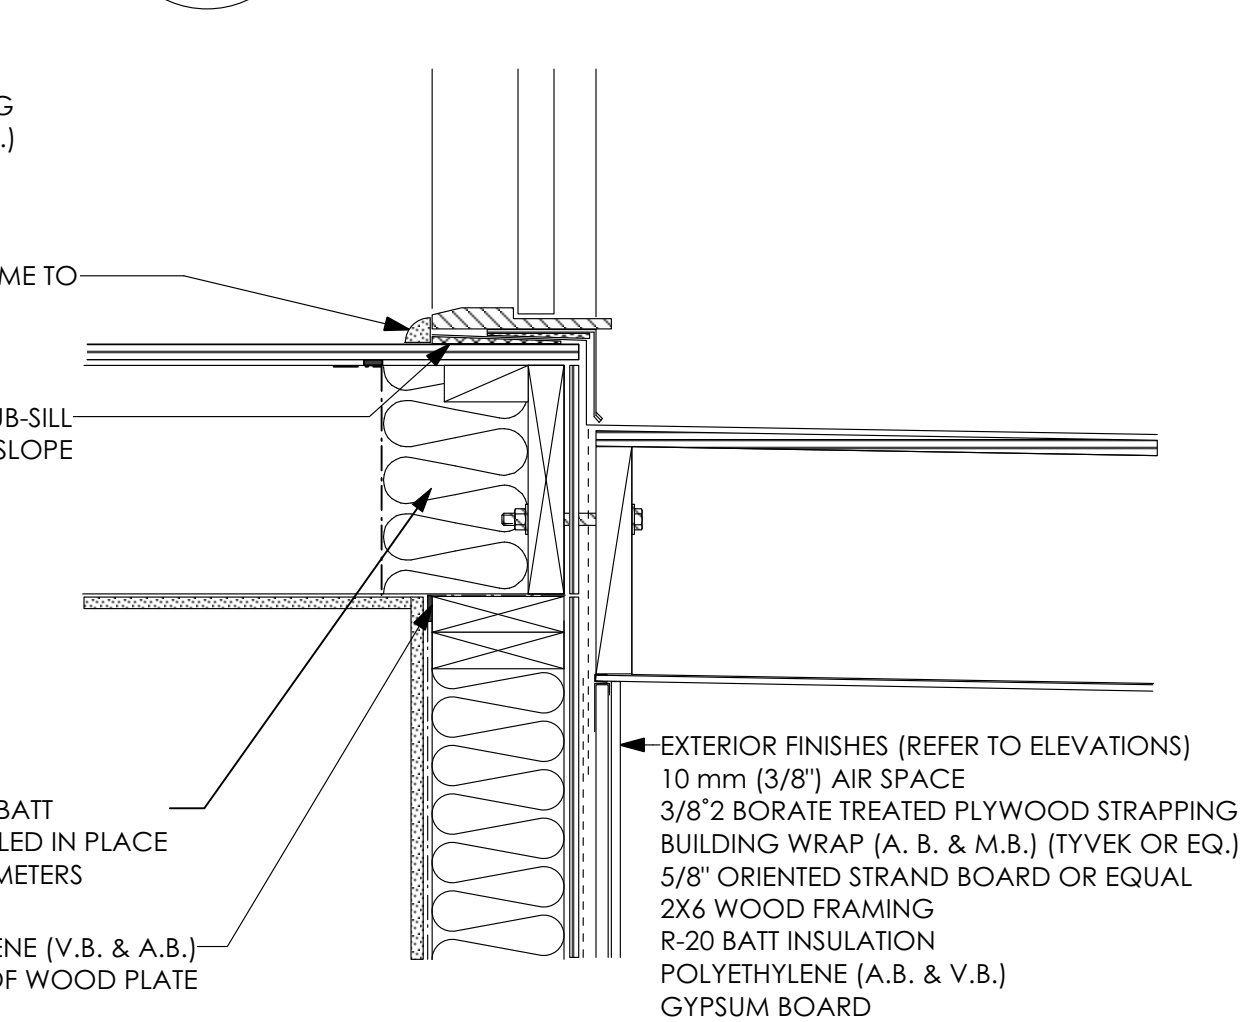 G
.)
ME TO
UB-SILL
SLOPE
BATT
LED IN PLACE
METERS
ENE (V.B. & A.B.)
OF WOOD PLATE
EXTERIOR FINISHES (REFER TO ELEVATIONS)
10 mm (3/8") AIR SPACE
3/8°2 BORATE TREATED PLYWOOD STRAPPING
BUILDING WRAP (A. B. & M.B.) (TYVEK OR EQ.)
5/8" ORIENTED STRAND BOARD OR EQUAL
2X6 WOOD FRAMING
R-20 BATT INSULATION
POLYETHYLENE (A.B. & V.B.)
GYPSUM BOARD